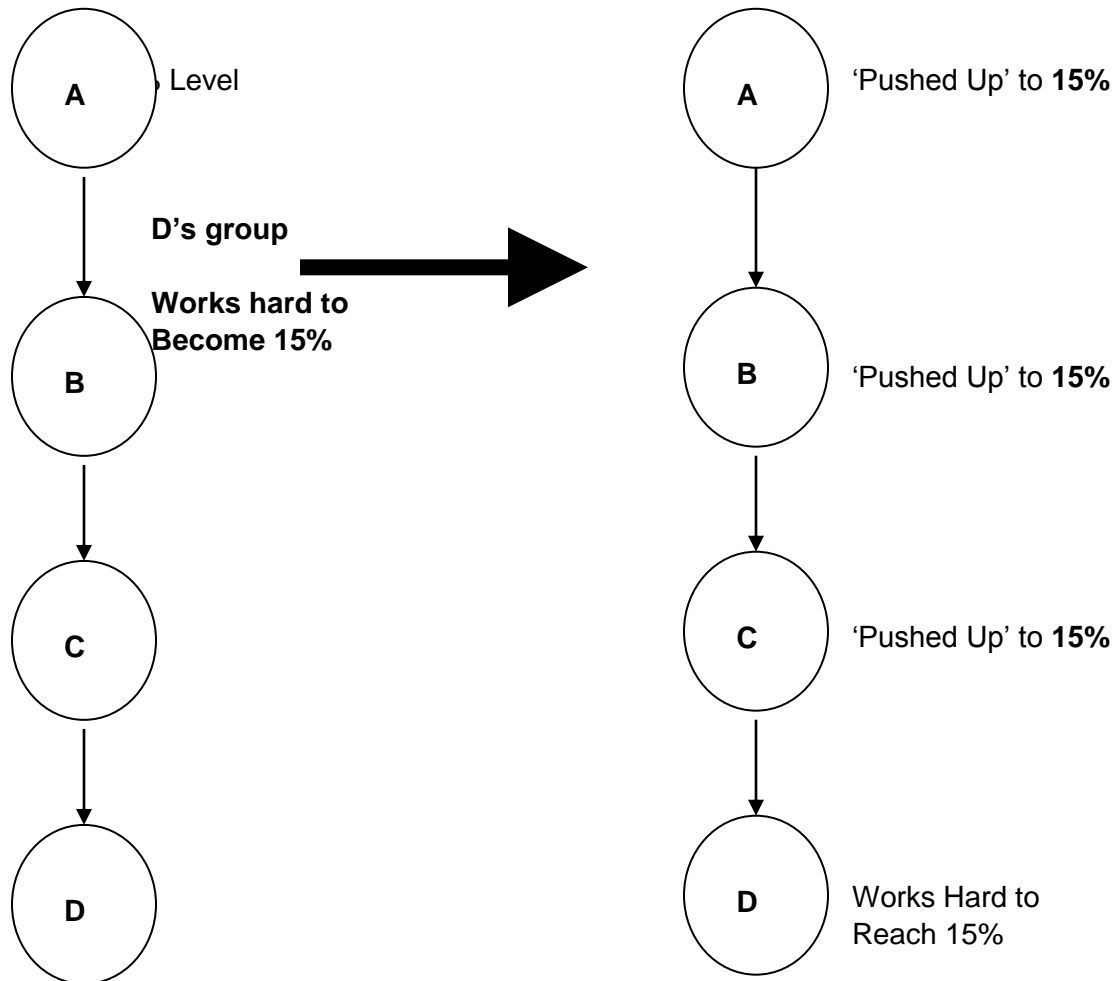 A
Level
D’s group
Works hard to
Become 15%
B
C
D
A
‘Pushed Up’ to 15%
B
‘Pushed Up’ to 15%
C
‘Pushed Up’ to 15%
D
Works Hard to
Reach 15%